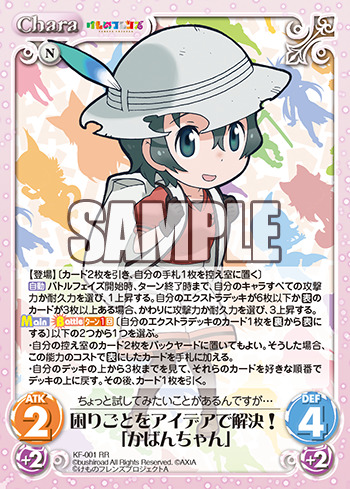 Chara
けものフレンズ
N
SAMPLE
【登場】〔カード2枚を引き、自分の手札1枚を控え室に置く〕
自動 バトルフェイズ開始時、ターン終了時まで、自分のキャラすべての攻撃
力か耐久力を選び、1上昇する。自分のエクストラデッキが6枚以下か表の
カードが3枚以上ある場合、かわりに攻撃力か耐久力を選び、3上昇する。
Main Battle ターン1回〔自分のエクストラデッキのカード1枚を裏から表に
する〕以下の2つから1つを選ぶ。
・自分の控え室のカード2枚をバックヤードに置いてもよい。そうした場合、
この能力のコストで表にしたカードを手札に加える。
・自分のデッキの上から3枚までを見て、それらのカードを好きな順番で
デッキの上に戻す。その後、カード1枚を引く。
ATK
2
+2
ちょっと試してみたいことがあるんですが…
困りごとをアイデアで解決!
「かばんちゃん」
DEF
4
+2
KF-001 RR
©bushiroad All Rights Reserved. ©AXIA
©けものフレンズプロジェクトA